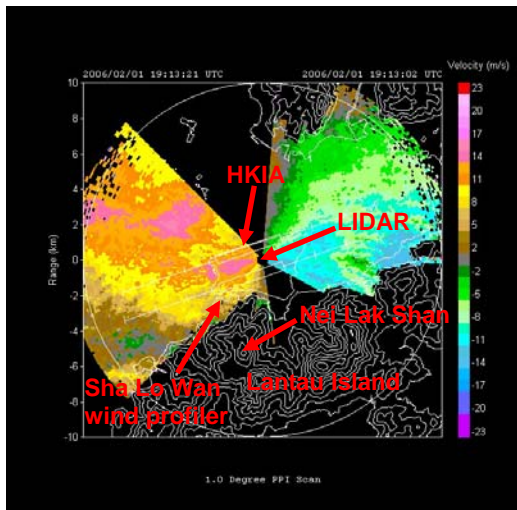 Velocity (m/s)
2006/02/01 19:13:21 UTC
2006/02/01 19:13:02 UTC
10
8
6
4
2
0
-2
-4
-6
-8
-10
Range (km)
HKIA
LIDAR
Nei Lak Shan
Lantau Island
Sha Lo Wan
wind profiler
23
22
20
17
14
11
8
5
2
-2
-5
-8
-11
-14
-17
-20
-23
1.0 Degree PPI Scan